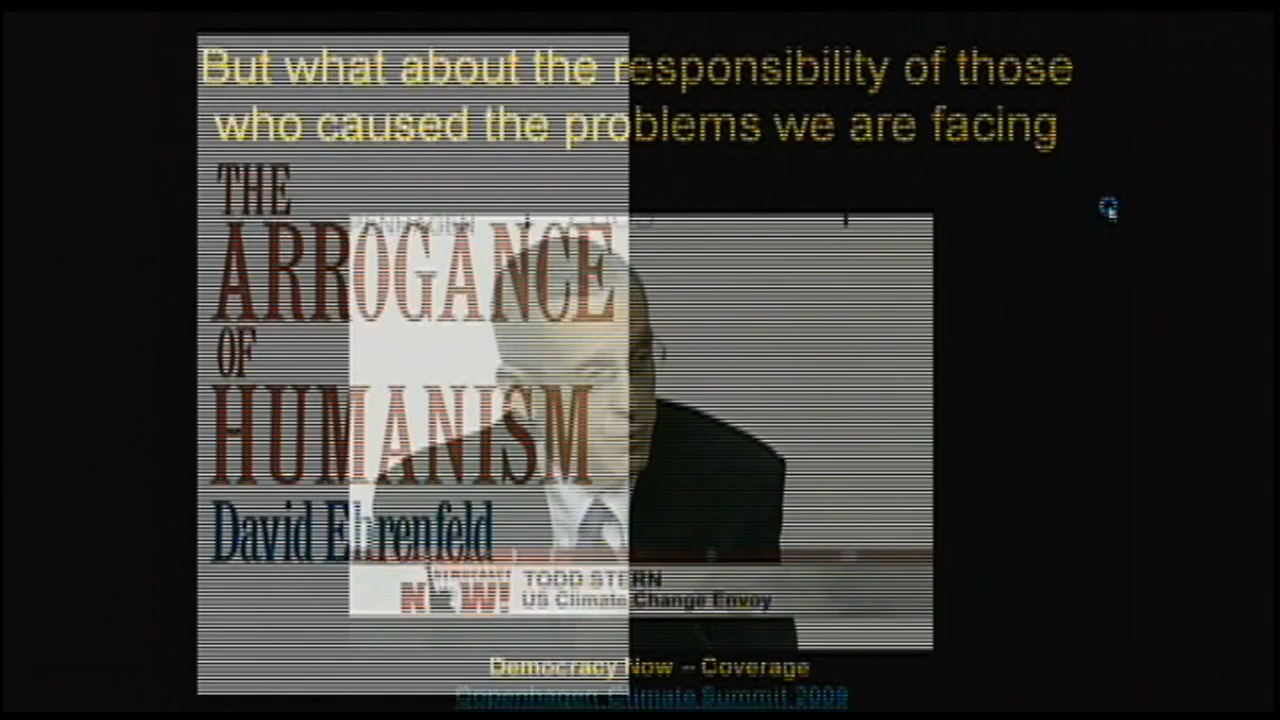 But what about the responsibility of those
who caused the problems we are facing
THE
ARROGANCE
OF
HUMANISM
David Ehrenfeld
NOW!
TODD STERN
US Climate Change Envoy
Democracy Now – Coverage
Copenhagen Climate Summit 2009